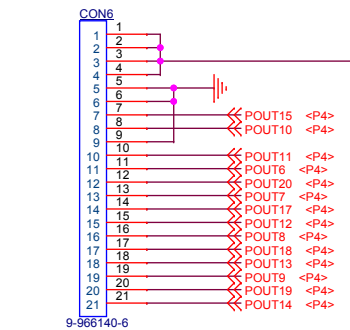 CON6
1 1
2 2
3 3
4 4
5 5
6 6
7 7 POUT15 <P4>
8 8 POUT10 <P4>
9 9
10 10 POUT11 <P4>
11 11 POUT6 <P4>
12 12 POUT20 <P4>
13 13 POUT7 <P4>
14 14 POUT17 <P4>
15 15 POUT12 <P4>
16 16 POUT8 <P4>
17 17 POUT18 <P4>
18 18 POUT13 <P4>
19 19 POUT9 <P4>
20 20 POUT19 <P4>
21 21 POUT14 <P4>
9-966140-6